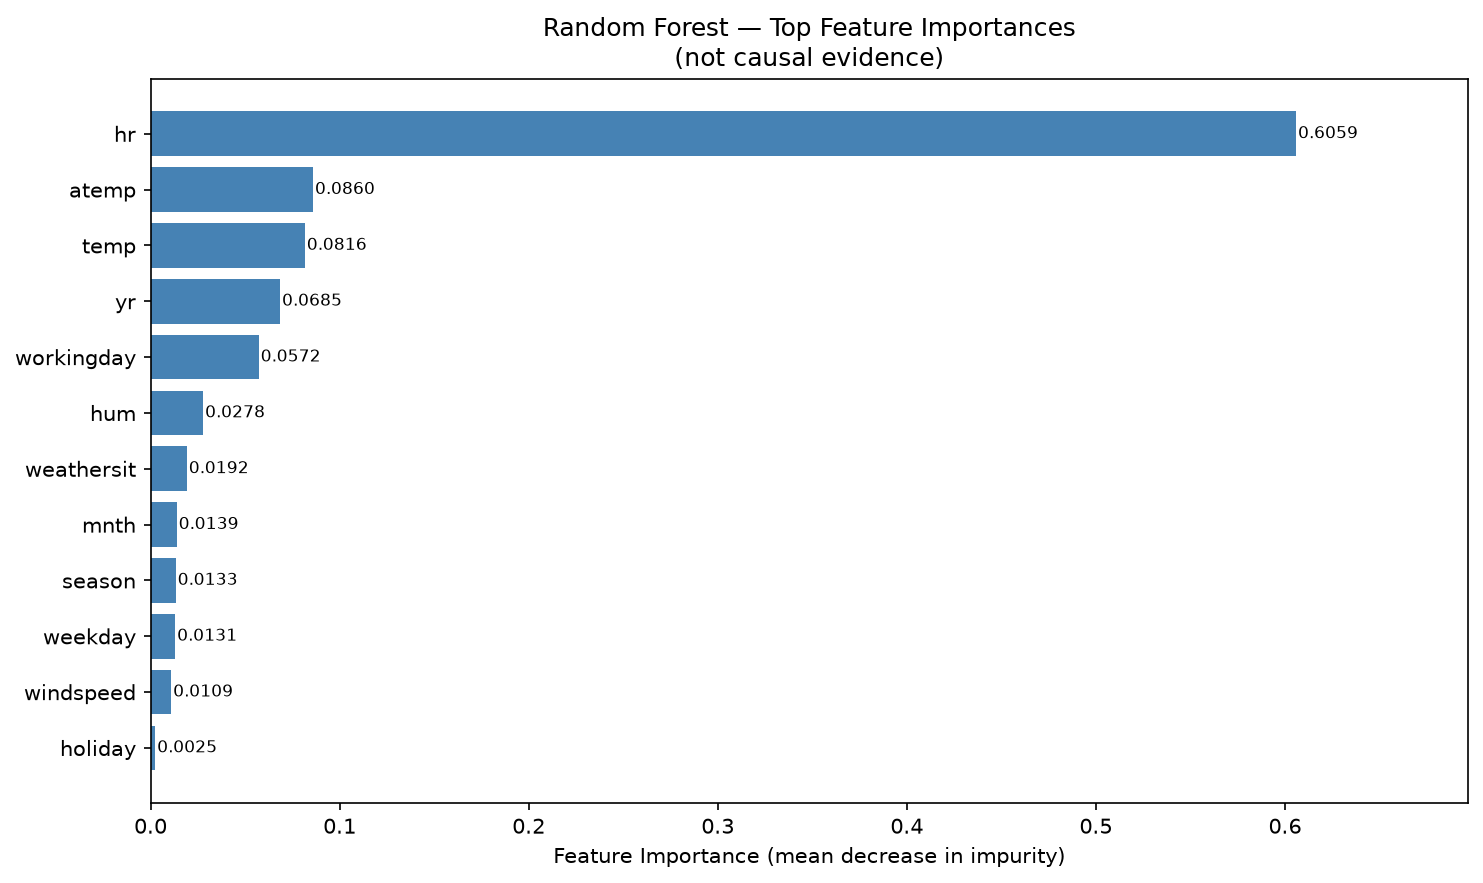 Random Forest — Top Feature Importances
(not causal evidence)
hr 0.6059
atemp 0.0860
temp 0.0816
yr 0.0685
workingday 0.0572
hum 0.0278
weathersit 0.0192
mnth 0.0139
season 0.0133
weekday 0.0131
windspeed 0.0109
holiday 0.0025
0.0 0.1 0.2 0.3 0.4 0.5 0.6
Feature Importance (mean decrease in impurity)